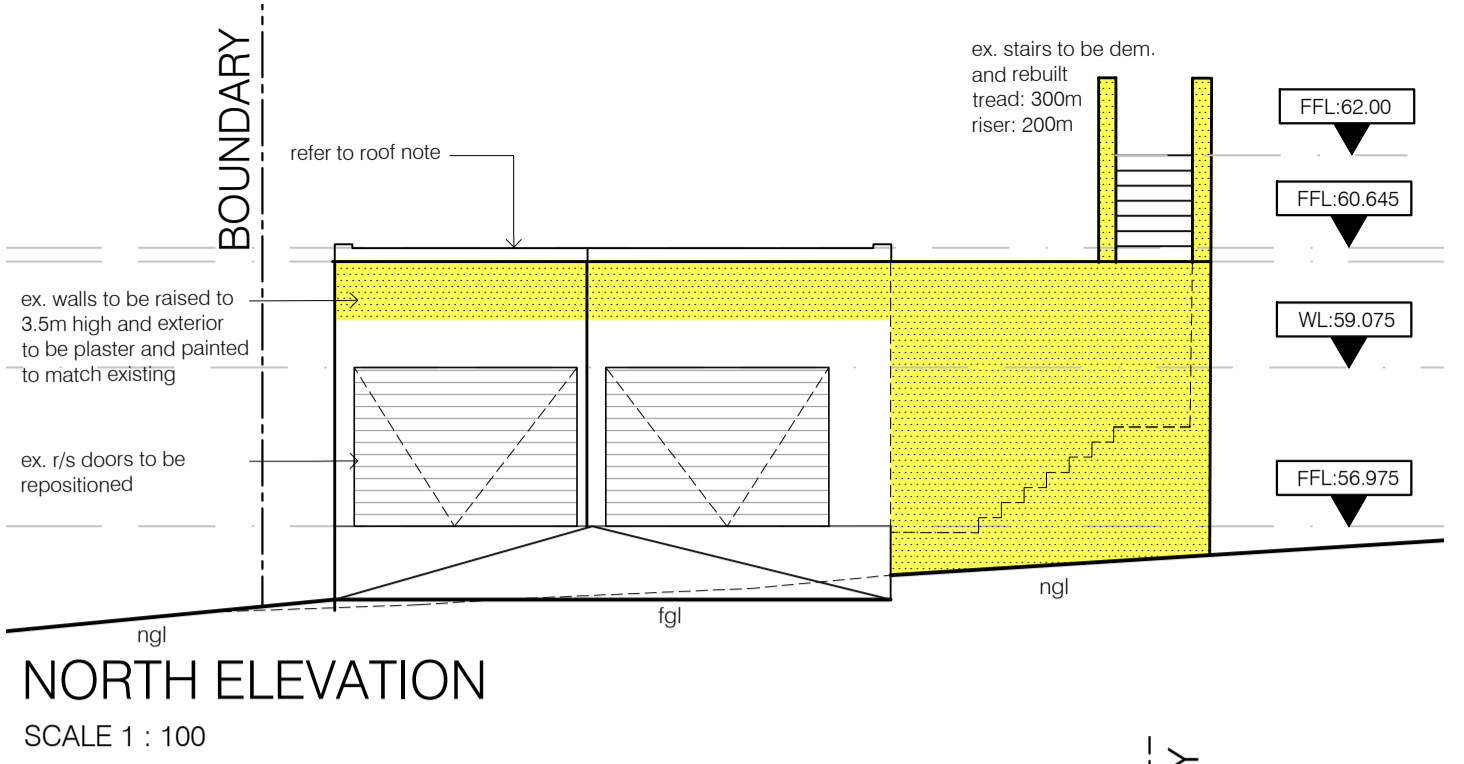 BOUNDARY
ex. stairs to be dem.
and rebuilt
tread: 300m
riser: 200m
FFL:62.00
refer to roof note
FFL:60.645
ex. walls to be raised to
3.5m high and exterior
to be plaster and painted
to match existing
WL:59.075
ex. r/s doors to be
repositioned
FFL:56.975
ngl
fgl
ngl
NORTH ELEVATION
SCALE 1 : 100
Y